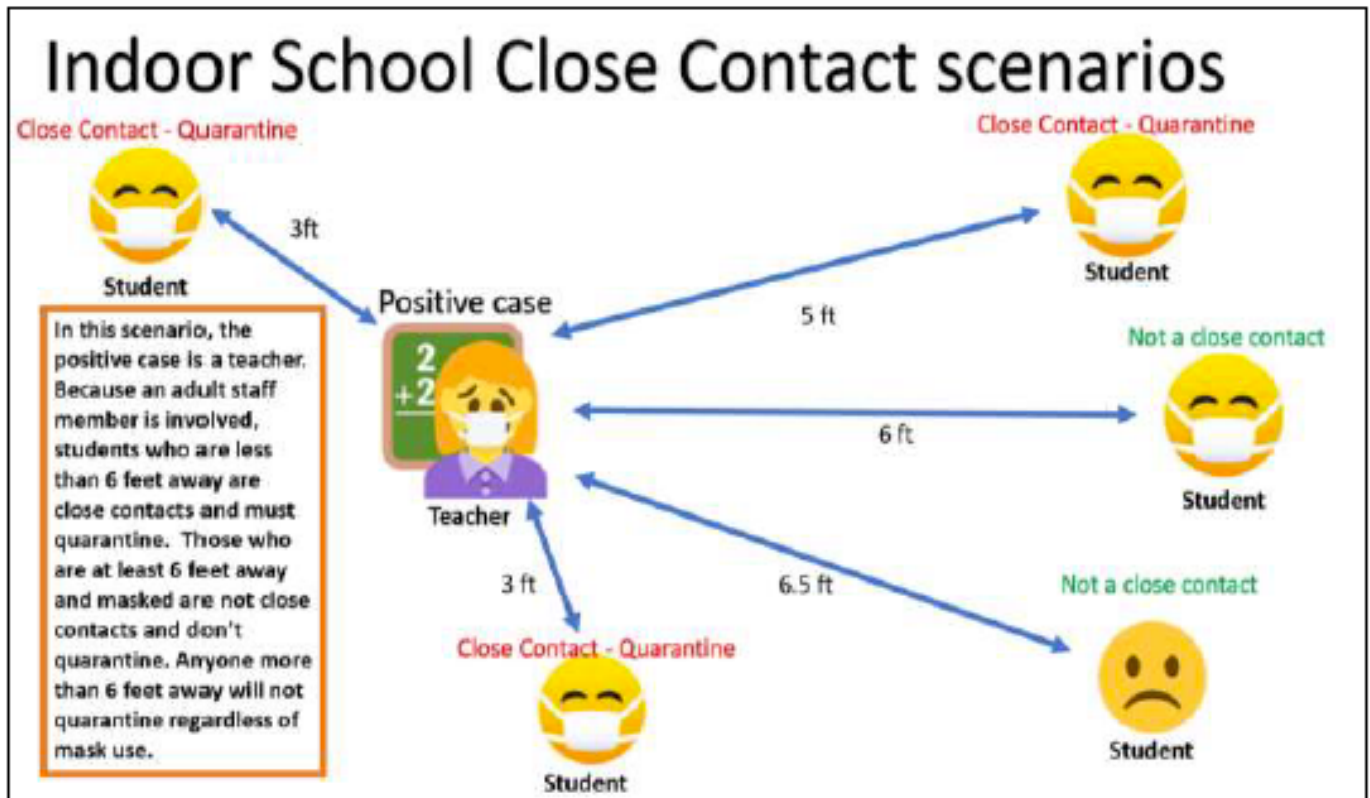 Indoor School Close Contact scenarios
Close Contact - Quarantine
Close Contact - Quarantine
3ft
Student
Student
Positive case
5 ft
2
+2
Not a close contact
6 ft
Student
Teacher
In this scenario, the
positive case is a teacher.
Because an adult staff
member is involved,
students who are less
than 6 feet away are
close contacts and must
quarantine. Those who
are at least 6 feet away
and masked are not close
contacts and don't
quarantine. Anyone more
than 6 feet away will not
quarantine regardless of
mask use.
3 ft
6.5 ft
Not a close contact
Close Contact - Quarantine
Student
Student